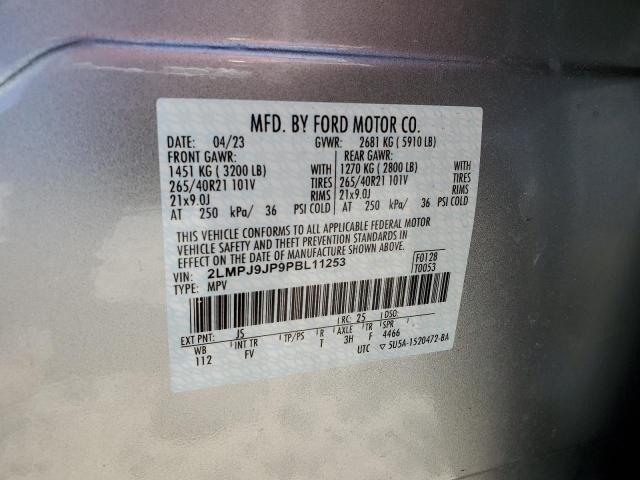 MFD. BY FORD MOTOR CO.
DATE: 04/23 GVWR: 2681 KG ( 5910 LB)
FRONT GAWR: REAR GAWR:
1451 KG ( 3200 LB) WITH 1270 KG ( 2800 LB) WITH
265/40R21 101V TIRES 265/40R21 101V TIRES
21x9.0J RIMS 21x9.0J RIMS
AT 250 kPa/ 36 PSI COLD AT 250 kPa/ 36 PSI COLD
THIS VEHICLE CONFORMS TO ALL APPLICABLE FEDERAL MOTOR
VEHICLE SAFETY AND THEFT PREVENTION STANDARDS IN
EFFECT ON THE DATE OF MANUFACTURE SHOWN ABOVE.
VIN: 2LMPJ9JP9PBL11253 F0128
TYPE: MPV T0053
EXT PNT: JS RC: 25 DSO:
WB INT TR TP/PS R AXLE TR SPR
112 FV T 3H F 4466
UTC ▽ 5U5A-1520472-BA